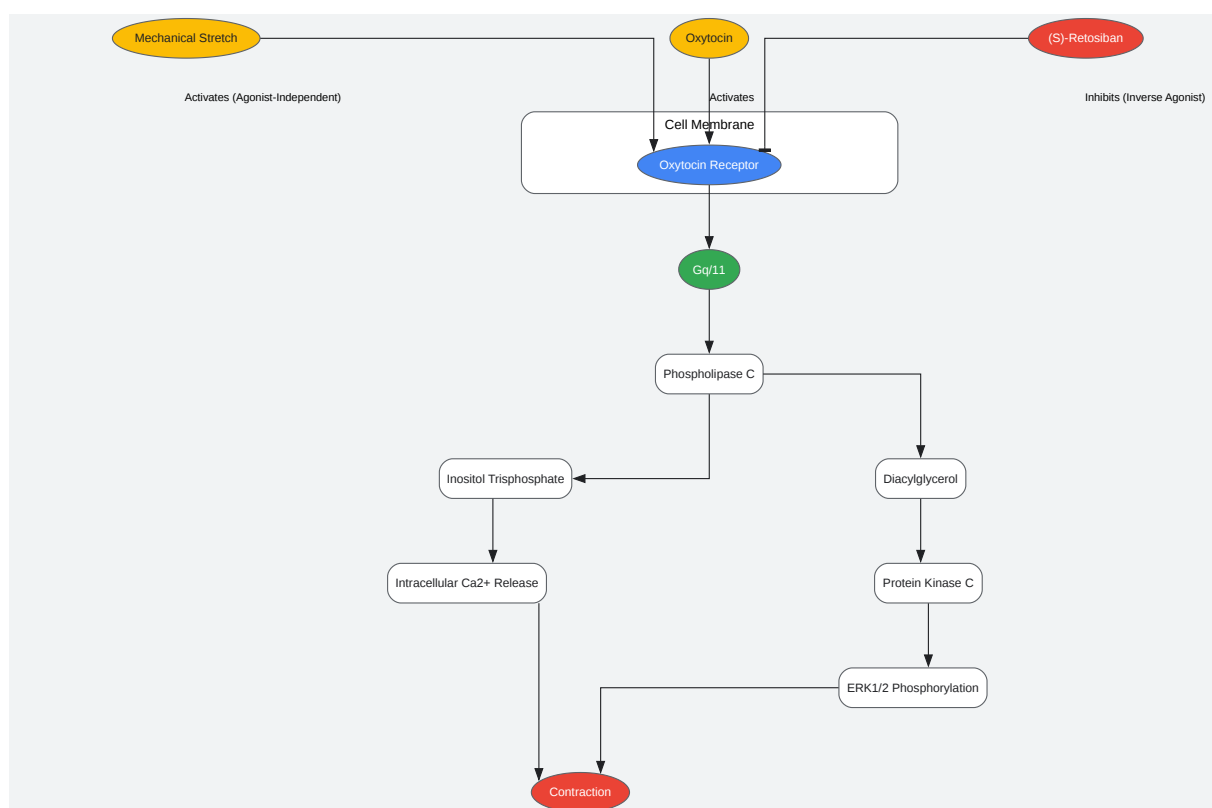 Mechanical Stretch
Oxytocin
(S)-Retosiban
Activates (Agonist-Independent)
Activates
Inhibits (Inverse Agonist)
Cell Membrane
Oxytocin Receptor
Gq/11
Phospholipase C
Inositol Trisphosphate
Diacylglycerol
Intracellular Ca2+ Release
Protein Kinase C
ERK1/2 Phosphorylation
Contraction